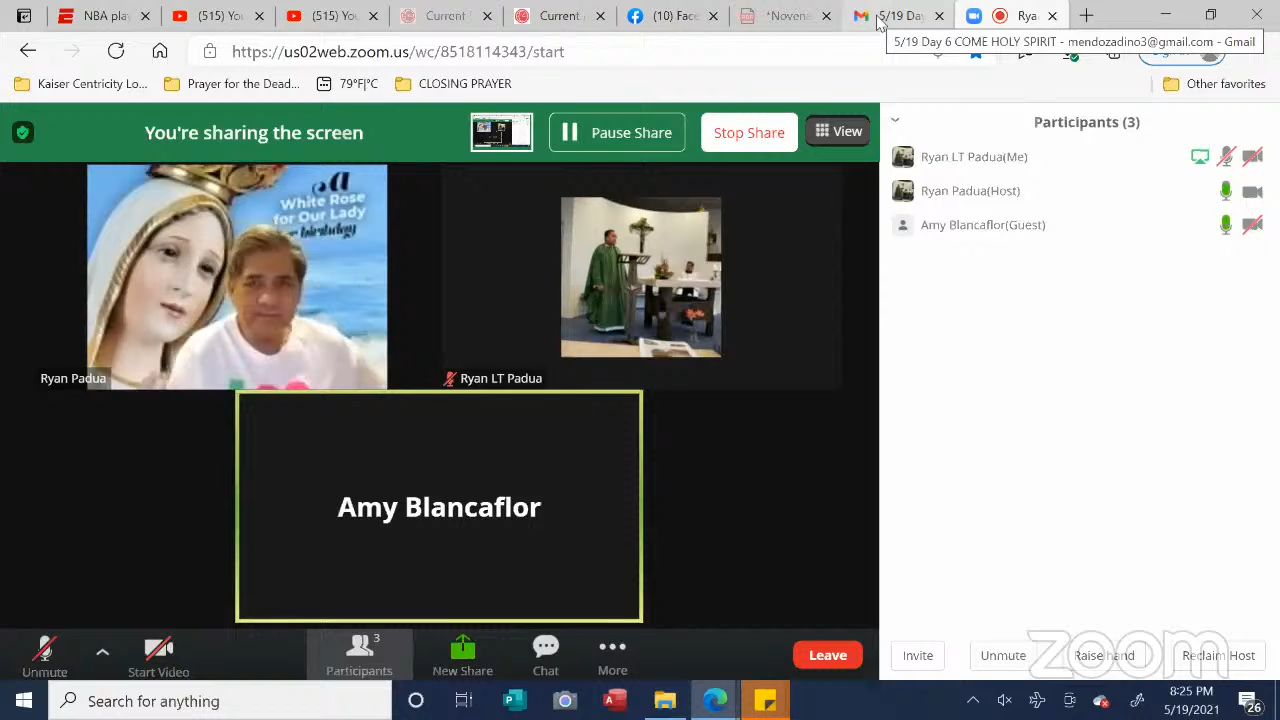 NBA pla
(515) You
(515) You
Current
Current
(10) Face
*Noven
5/19 Day
Rya
https://us02web.zoom.us/wc/8518114343/start
5/19 Day 6 COME HOLY SPIRIT - mendozadino3@gmail.com - Gmail
Kaiser Centricity Lo...
Prayer for the Dead...
79°F|°C
CLOSING PRAYER
Other favorites
You're sharing the screen
Pause Share
Stop Share
View
Participants (3)
Ryan LT Padua(Me)
Ryan Padua(Host)
Amy Blancaflor(Guest)
White Rose
for Our Lady
Ryan Padua
Ryan LT Padua
Amy Blancaflor
Unmute
Start Video
3
Participants
New Share
Chat
More
Leave
Invite
Unmute
Raise hand
Reclaim Host
zoom
Search for anything
8:25 PM
5/19/2021
26